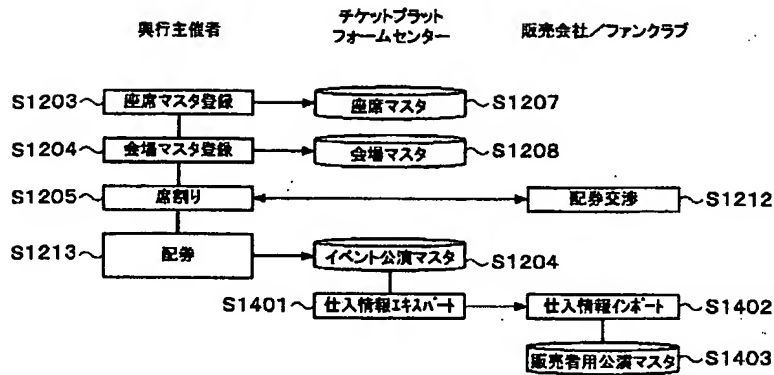 興行主催者
チケットプラット
フォームセンター
販売会社/ファンクラブ
S1203 座席マスタ登録 座席マスタ S1207
S1204 会場マスタ登録 会場マスタ S1208
S1205 席割り 配券交渉 S1212
S1213 配券 イベント公演マスタ S1204
S1401 仕入情報エキスパート 仕入情報インポート S1402
販売者用公演マスタ S1403